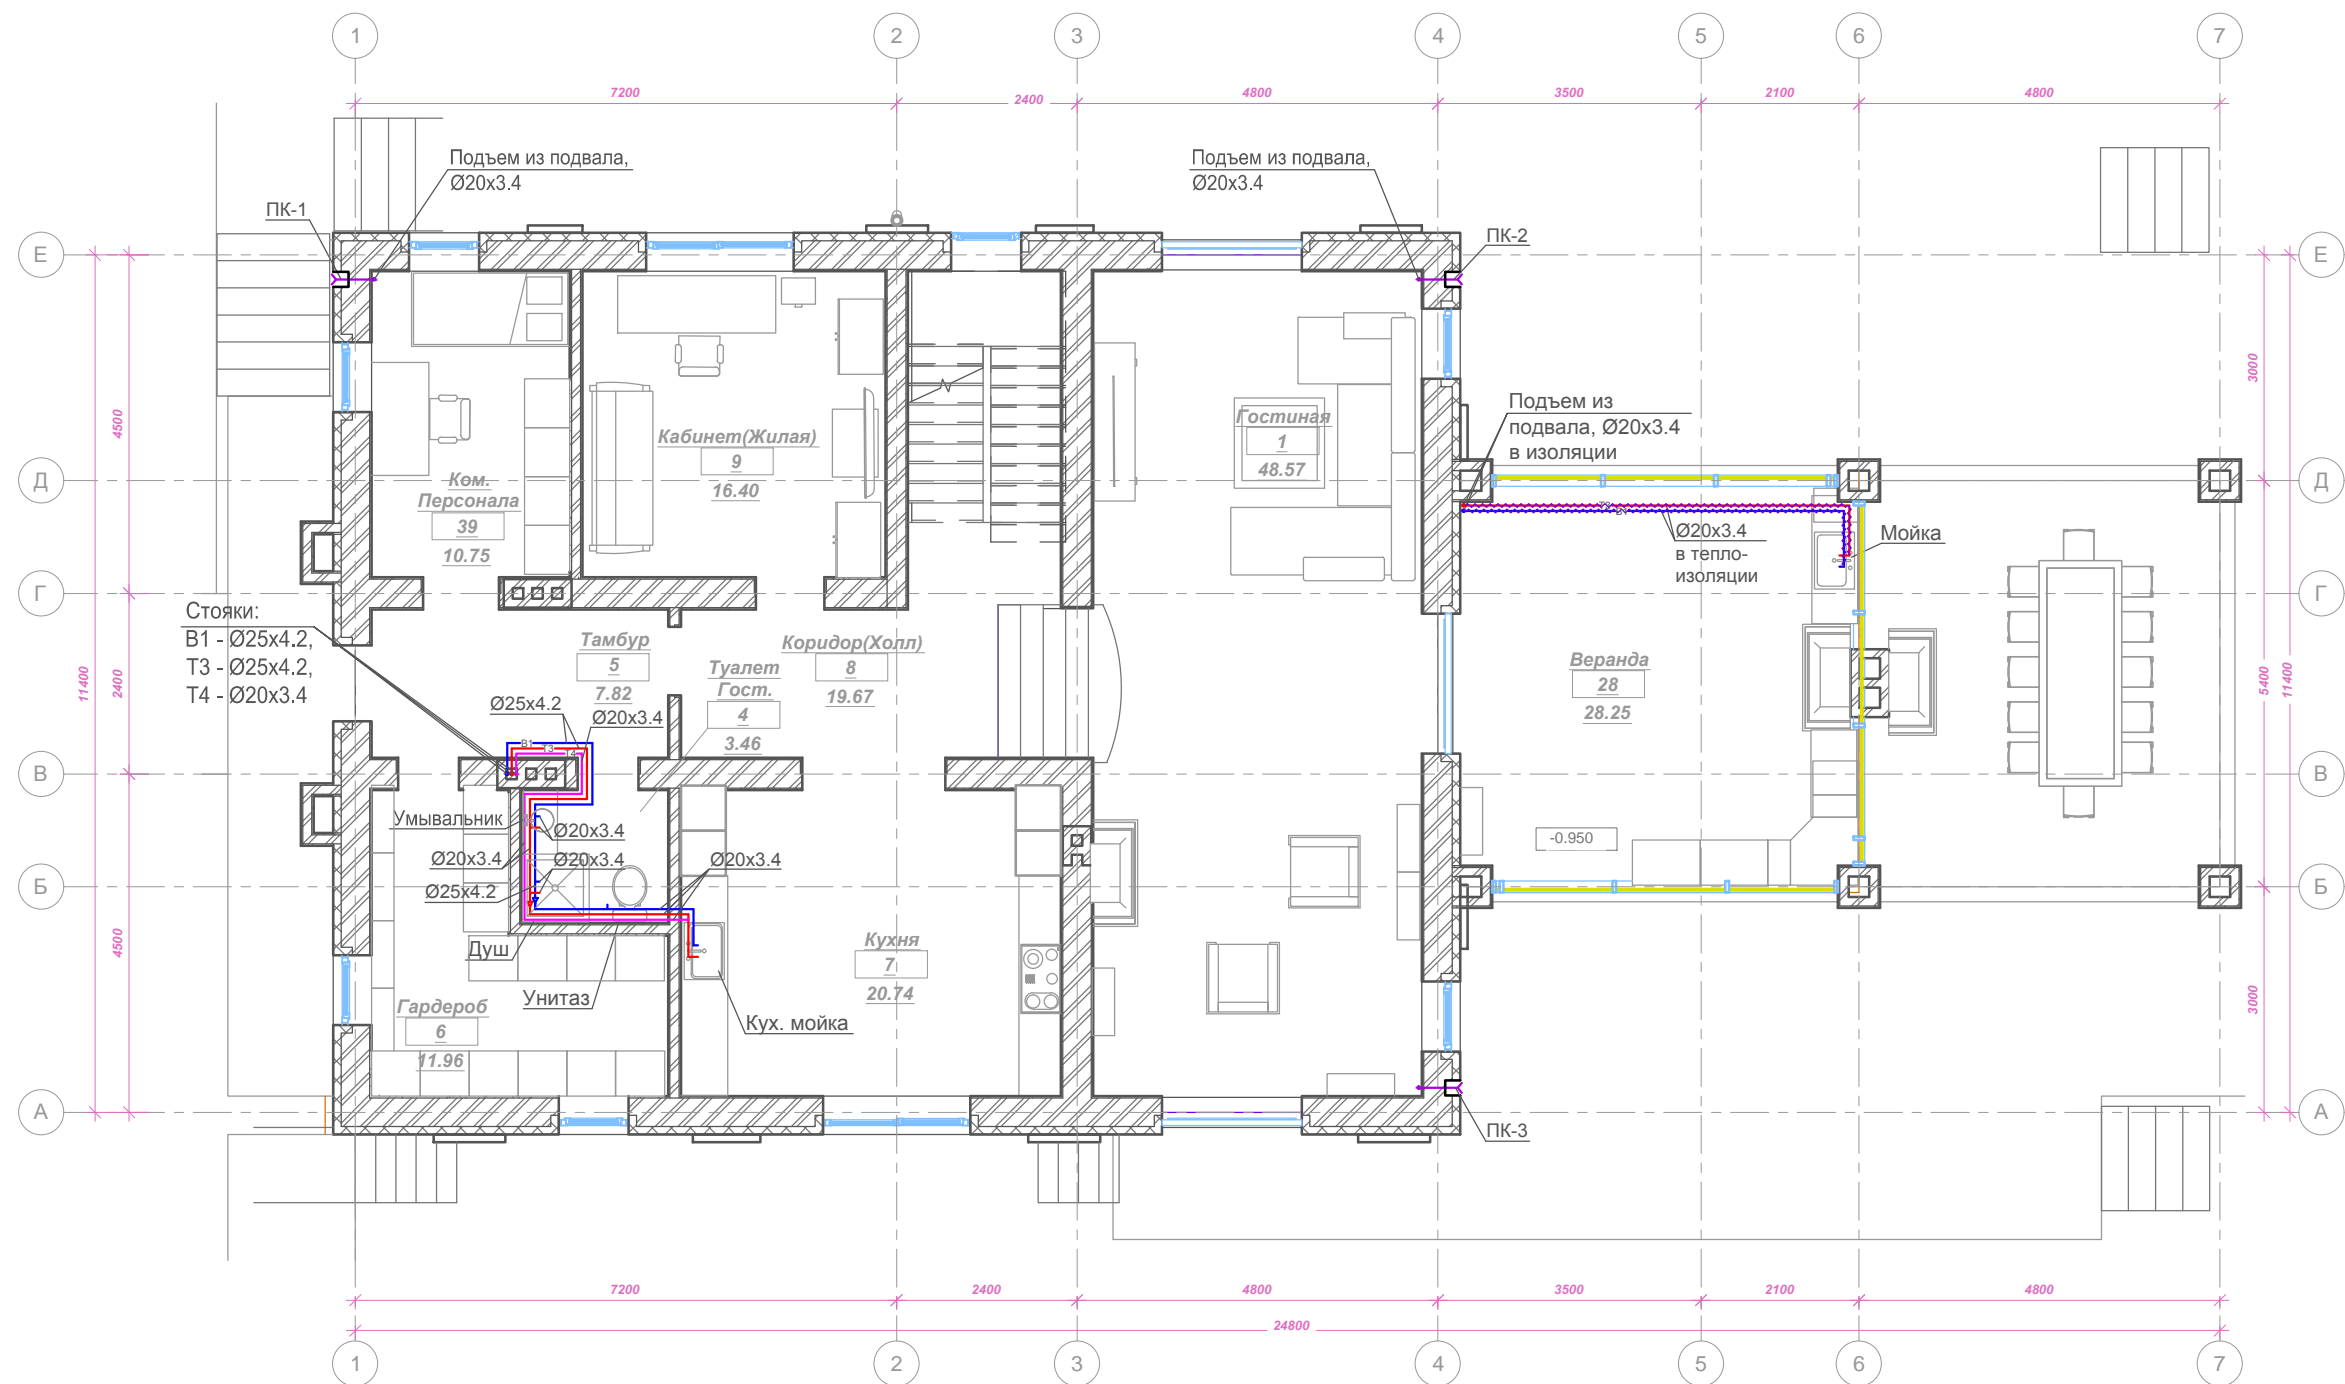 1
2
3
4
5
6
7
7200
2400
4800
3500
2100
4800
Подъем из подвала,
Ø20x3.4
Подъем из подвала,
Ø20x3.4
ПК-1
ПК-2
Е
Е
Д
Д
Г
Г
В
В
Б
Б
А
А
11400
4500
2400
4500
3000
5400
3000
11400
Гостиная
1
48.57
Кабинет(Жилая)
9
16.40
Ком.
Персонала
39
10.75
Подъем из
подвала, Ø20x3.4
в изоляции
Т3
В1
Ø20x3.4
в тепло-
изоляции
Мойка
Стояки:
В1 - Ø25x4.2,
Т3 - Ø25x4.2,
Т4 - Ø20x3.4
Тамбур
5
7.82
Туалет
Гост.
4
3.46
Коридор(Холл)
8
19.67
Веранда
28
28.25
Ø25x4.2
Ø20x3.4
В1
Т3
Т4
Умывальник
Ø20x3.4
Ø20x3.4
Ø20x3.4
Ø20x3.4
Ø25x4.2
-0.950
Душ
Унитаз
Кух. мойка
Кухня
7
20.74
Гардероб
6
11.96
ПК-3
7200
2400
4800
3500
2100
4800
24800
1
2
3
4
5
6
7